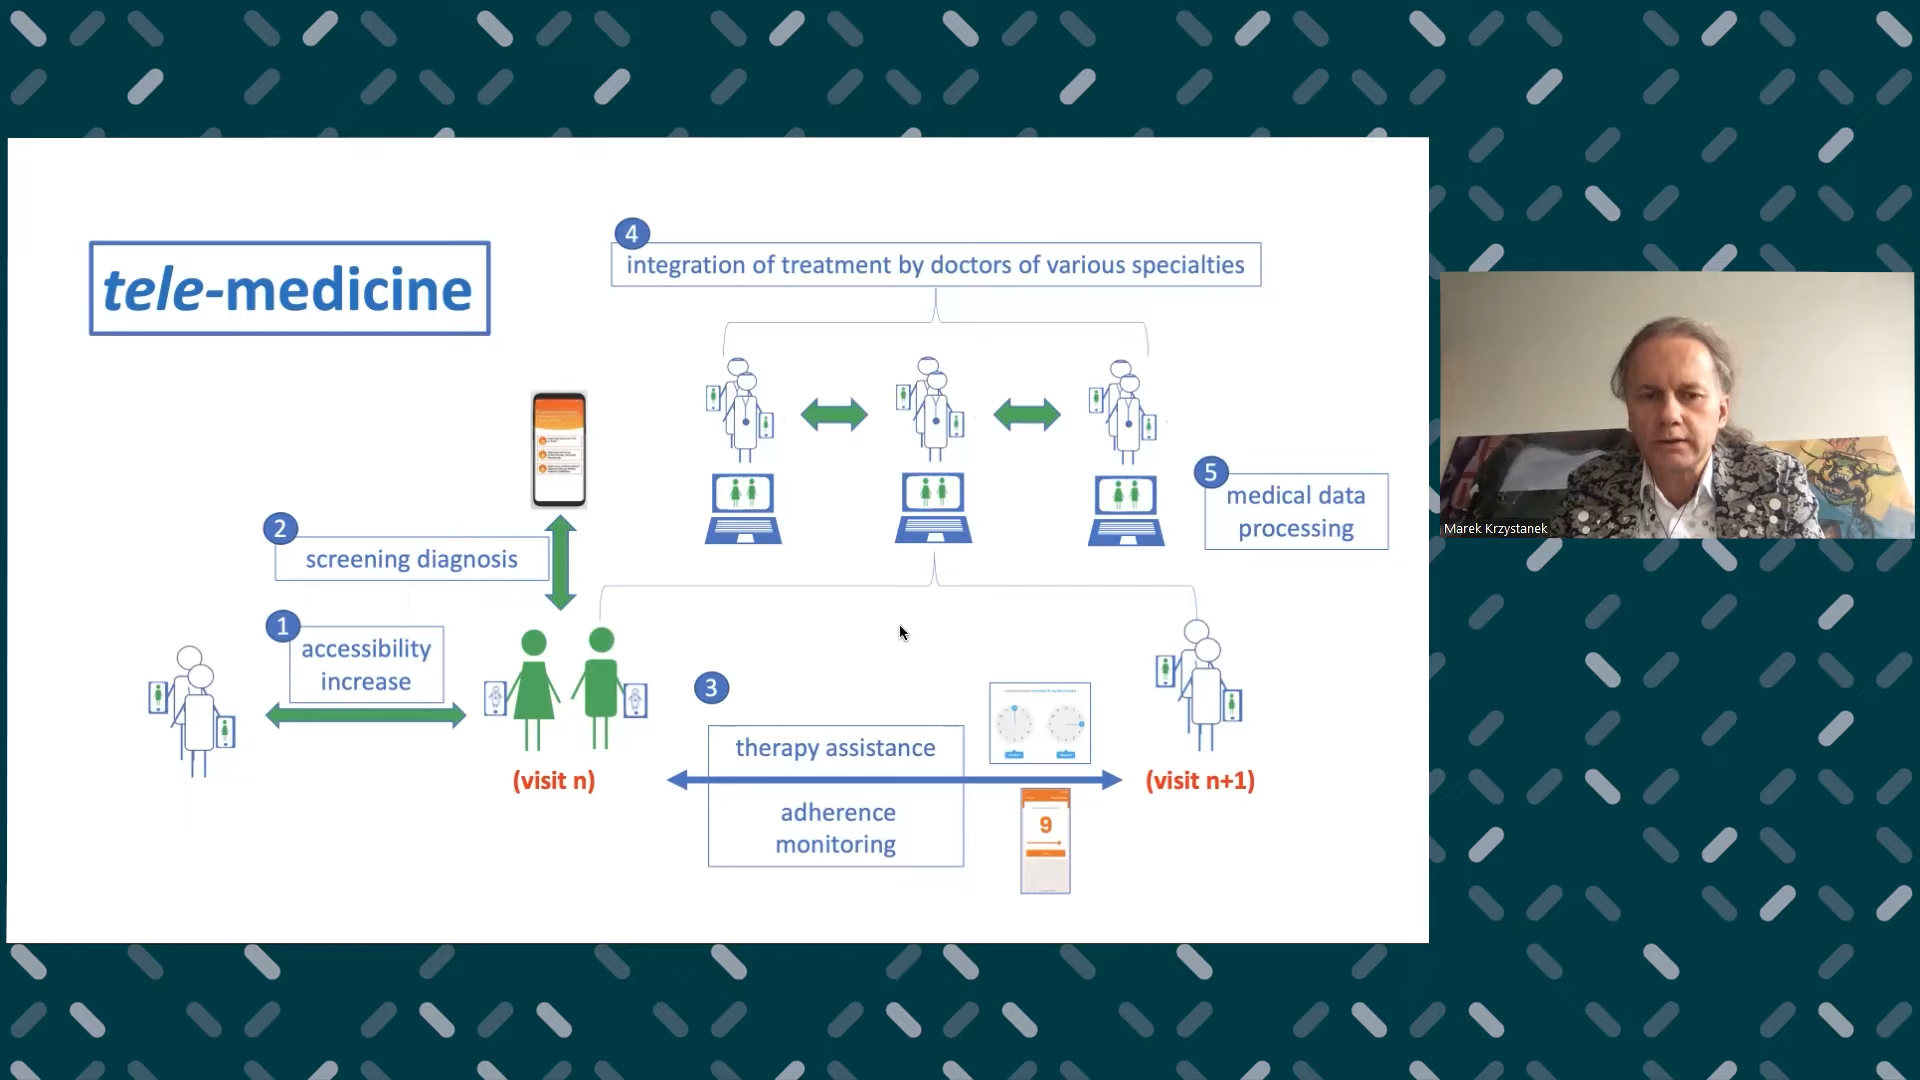 tele-medicine
4
integration of treatment by doctors of various specialties
5
medical data
processing
2
screening diagnosis
1
accessibility
increase
3
therapy assistance
adherence
monitoring
9
(visit n)
(visit n+1)
Marek Krzystanek